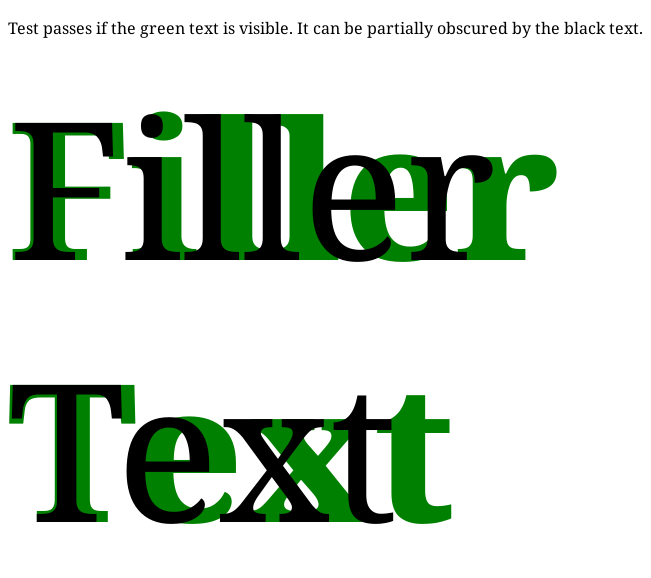 Test passes if the green text is visible. It can be partially obscured by the black text.
Filler
Text